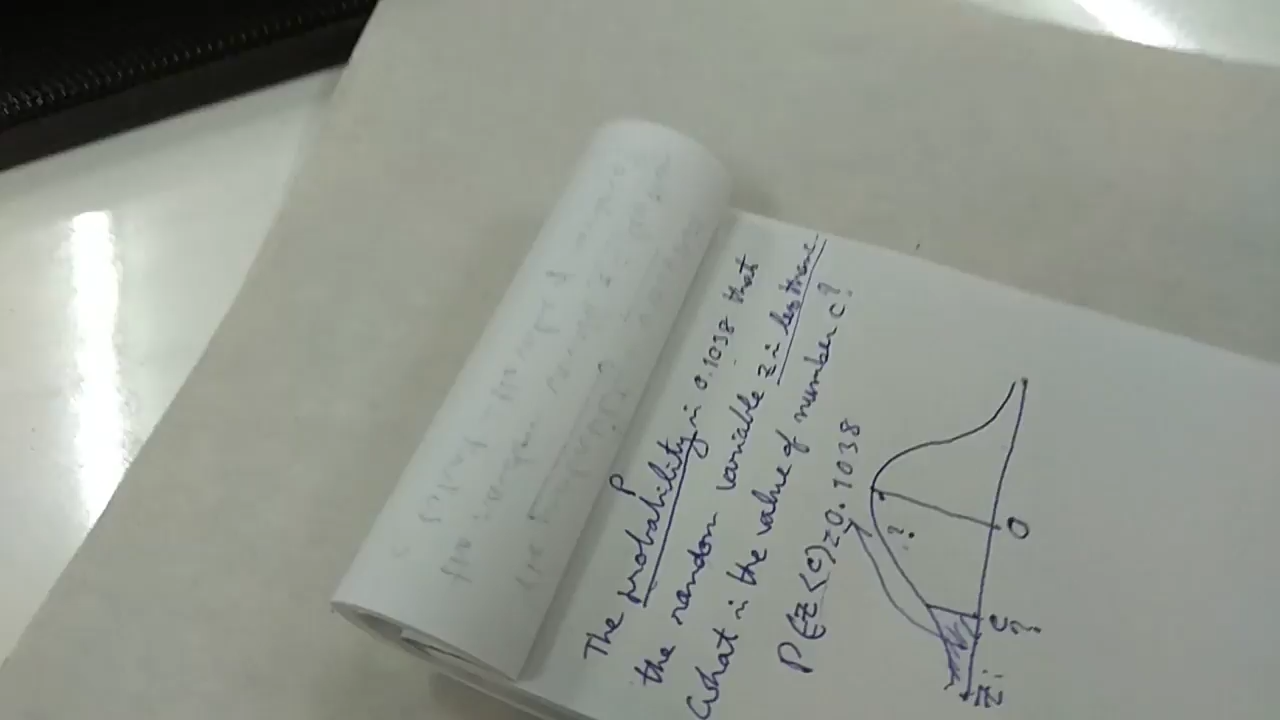 The probability is 0.1038 that
P
the random variable z is less than c.
What is the value of number c?
P(z<c)=0.1038
?
0
c
?
z: